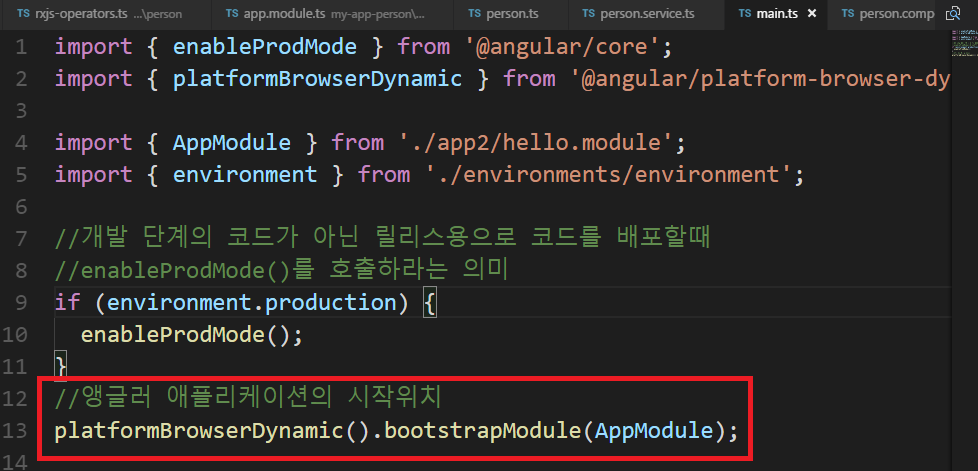 TS rxjs-operators.ts ...\person TS app.module.ts my-app-person\... TS person.ts TS person.service.ts TS main.ts × TS person.comp
1 import { enableProdMode } from '@angular/core';
2 import { platformBrowserDynamic } from '@angular/platform-browser-dy
3
4 import { AppModule } from './app2/hello.module';
5 import { environment } from './environments/environment';
6
7 //개발 단계의 코드가 아닌 릴리스용으로 코드를 배포할때
8 //enableProdMode()를 호출하라는 의미
9 if (environment.production) {
10 enableProdMode();
11 }
12 //앵글러 애플리케이션의 시작위치
13 platformBrowserDynamic().bootstrapModule(AppModule);
14